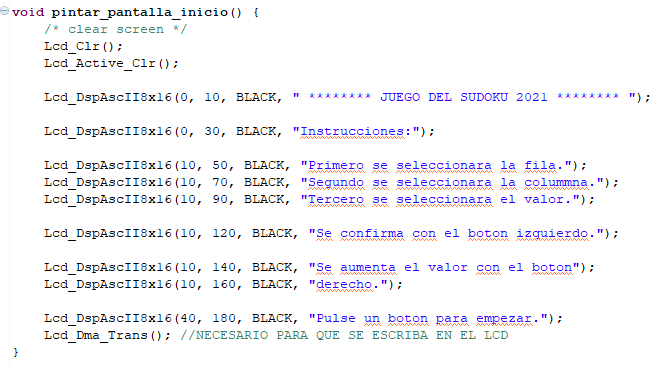 void pintar_pantalla_inicio() {
/* clear screen */
Lcd_Clr();
Lcd_Active_Clr();
Lcd_DspAscII8x16(0, 10, BLACK, " ******** JUEGO DEL SUDOKU 2021 ******** ");
Lcd_DspAscII8x16(0, 30, BLACK, "Instrucciones:");
Lcd_DspAscII8x16(10, 50, BLACK, "Primero se seleccionara la fila.");
Lcd_DspAscII8x16(10, 70, BLACK, "Segundo se seleccionara la colummna.");
Lcd_DspAscII8x16(10, 90, BLACK, "Tercero se seleccionara el valor.");
Lcd_DspAscII8x16(10, 120, BLACK, "Se confirma con el boton izquierdo.");
Lcd_DspAscII8x16(10, 140, BLACK, "Se aumenta el valor con el boton");
Lcd_DspAscII8x16(10, 160, BLACK, "derecho.");
Lcd_DspAscII8x16(40, 180, BLACK, "Pulse un boton para empezar.");
Lcd_Dma_Trans(); //NECESARIO PARA QUE SE ESCRIBA EN EL LCD
}